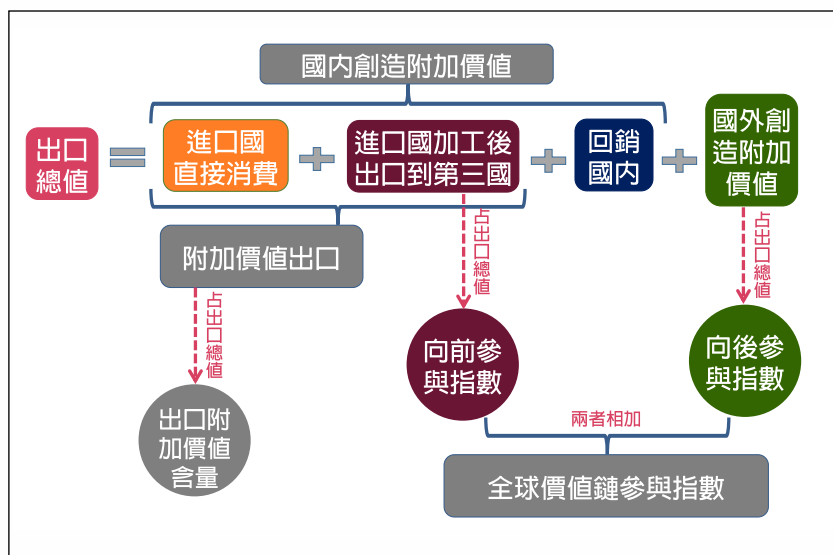 國內創造附加價值
出口
總值
=
進口國
直接消費
+
進口國加工後
出口到第三國
+
回銷
國內
+
國外創
造附加
價值
附加價值出口
占出口總值
占出口總值
占出口總值
出口附
加價值
含量
向前參
與指數
向後參
與指數
兩者相加
全球價值鏈參與指數